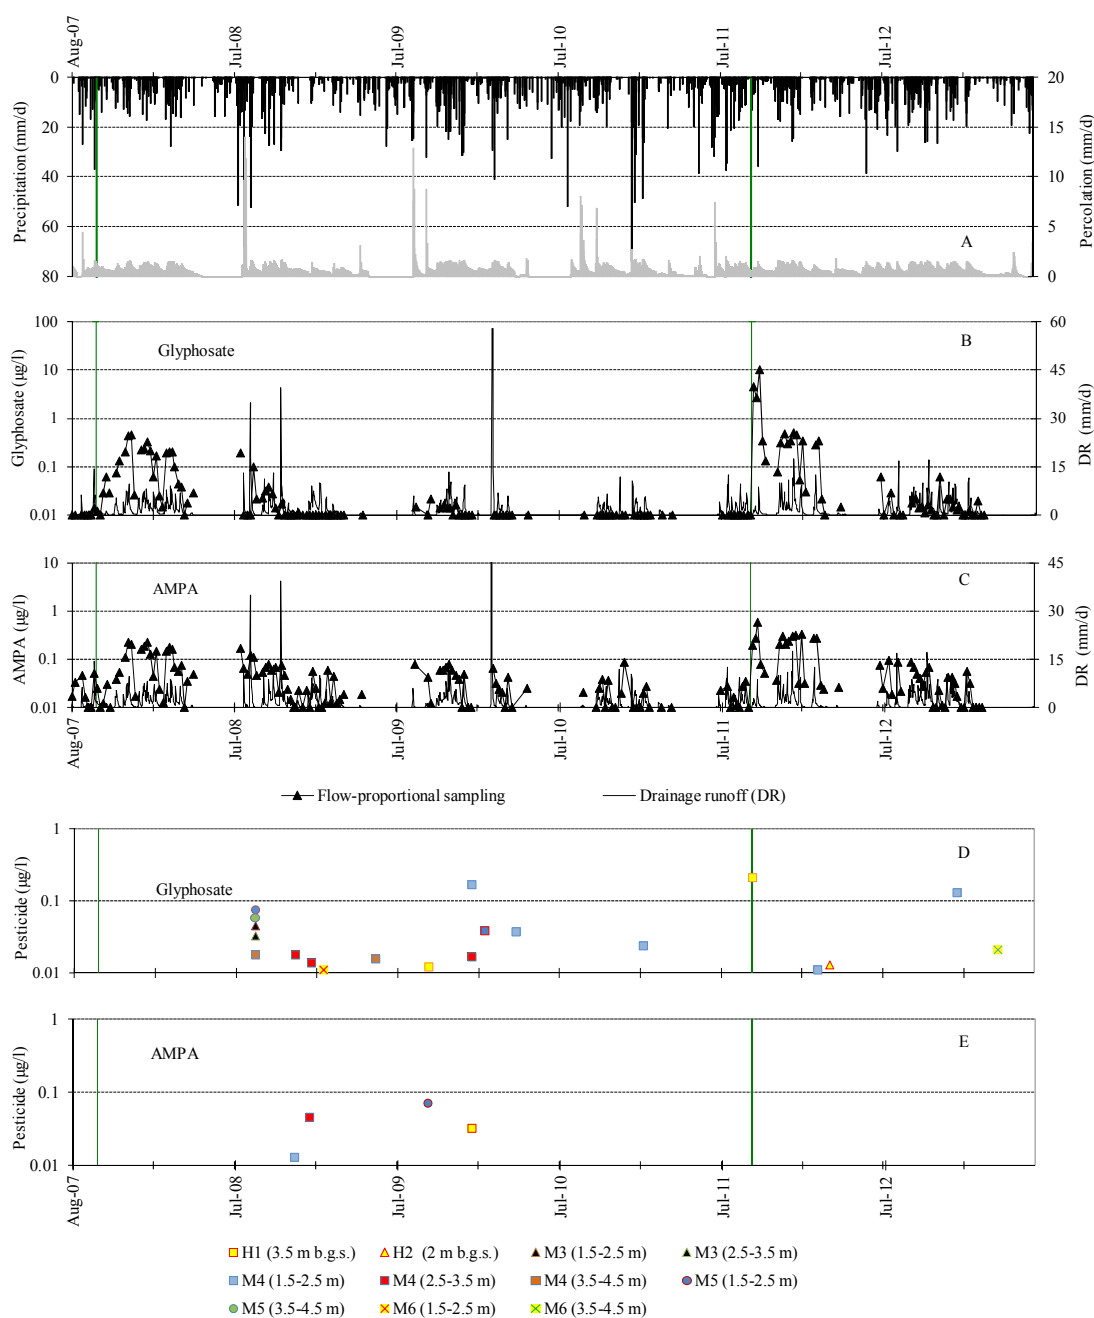 Aug-07 Jul-08 Jul-09 Jul-10 Jul-11 Jul-12
Precipitation (mm/d)
0
20
40
60
80
20
15
10
5
0
Percolation (mm/d)
A
Glyphosate (µg/l)
100
10
1
0.1
0.01
Glyphosate
B
60
45
30
15
0
DR (mm/d)
AMPA (µg/l)
10
1
0.1
0.01
AMPA
C
45
30
15
0
DR (mm/d)
Aug-07 Jul-08 Jul-09 Jul-10 Jul-11 Jul-12
Flow-proportional sampling Drainage runoff (DR)
Pesticide (µg/l)
1
0.1
0.01
Glyphosate
D
Pesticide (µg/l)
1
0.1
0.01
AMPA
E
Aug-07 Jul-08 Jul-09 Jul-10 Jul-11 Jul-12
H1 (3.5 m b.g.s.) H2 (2 m b.g.s.) M3 (1.5-2.5 m) M3 (2.5-3.5 m)
M4 (1.5-2.5 m) M4 (2.5-3.5 m) M4 (3.5-4.5 m) M5 (1.5-2.5 m)
M5 (3.5-4.5 m) M6 (1.5-2.5 m) M6 (3.5-4.5 m)